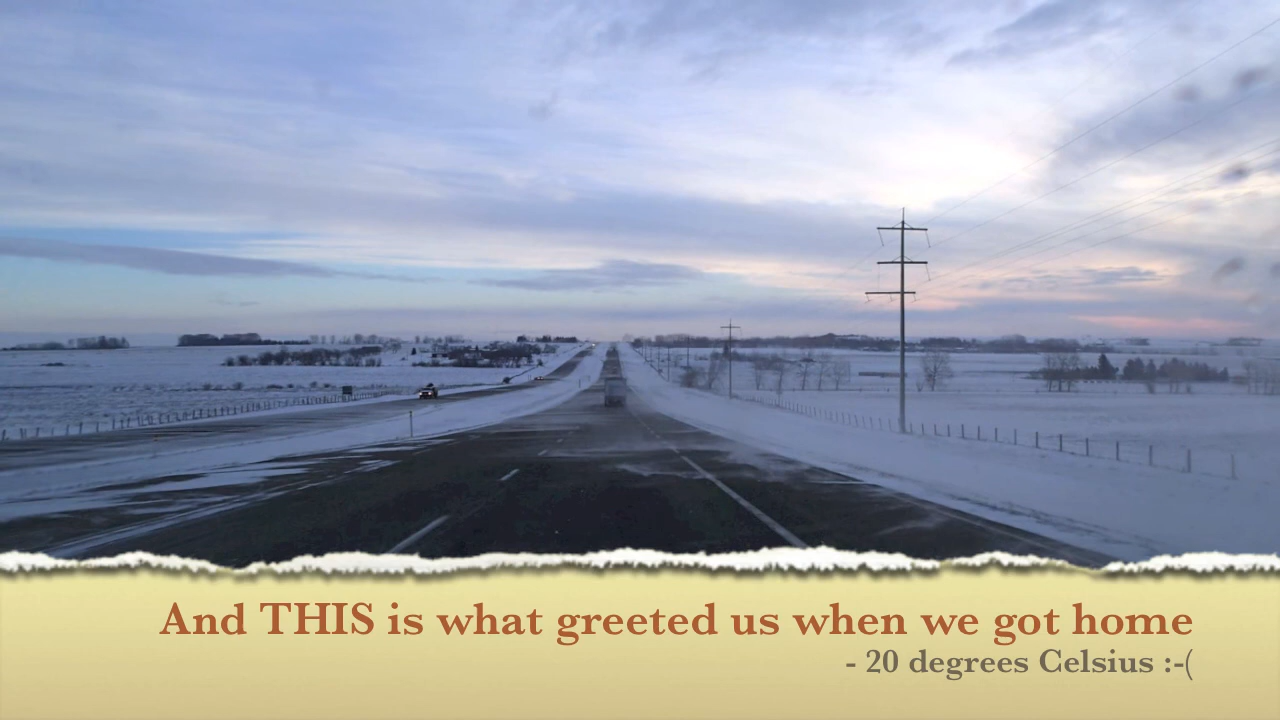 And THIS is what greeted us when we got home
- 20 degrees Celsius :-(